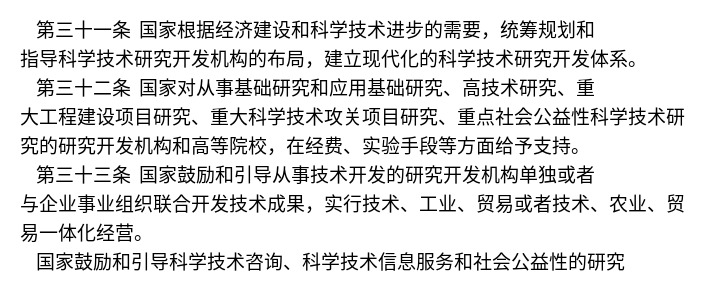 第三十一条 国家根据经济建设和科学技术进步的需要，统筹规划和
指导科学技术研究开发机构的布局，建立现代化的科学技术研究开发体系。
第三十二条 国家对从事基础研究和应用基础研究、高技术研究、重
大工程建设项目研究、重大科学技术攻关项目研究、重点社会公益性科学技术研
究的研究开发机构和高等院校，在经费、实验手段等方面给予支持。
第三十三条 国家鼓励和引导从事技术开发的研究开发机构单独或者
与企业事业组织联合开发技术成果，实行技术、工业、贸易或者技术、农业、贸
易一体化经营。
国家鼓励和引导科学技术咨询、科学技术信息服务和社会公益性的研究